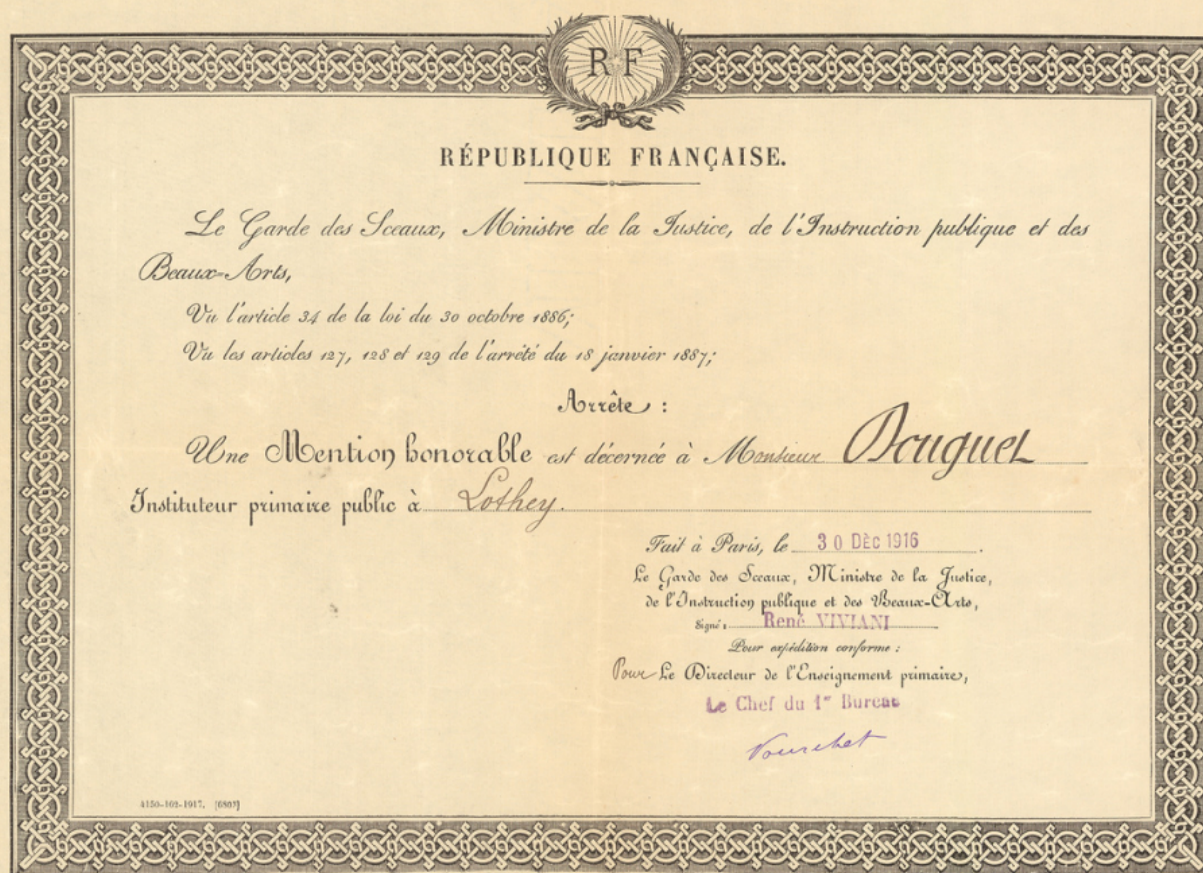 R F
RÉPUBLIQUE FRANÇAISE.
Le Garde des Sceaux, Ministre de la Justice, de l'Instruction publique et des
Beaux-Arts,
Vu l'article 34 de la loi du 30 octobre 1886;
Vu les articles 127, 128 et 129 de l'arrêté du 18 janvier 1887;
Arrête :
Une Mention honorable est décernée à Monsieur Bouguet
Instituteur primaire public à Lothey.
Fait à Paris, le 30 DÈC 1916.
Le Garde des Sceaux, Ministre de la Justice,
de l'Instruction publique et des Beaux-Arts,
Signé : René VIVIANI
Pour expédition conforme :
Pour Le Directeur de l'Enseignement primaire,
Le Chef du 1er Bureau
4150-102-1917.